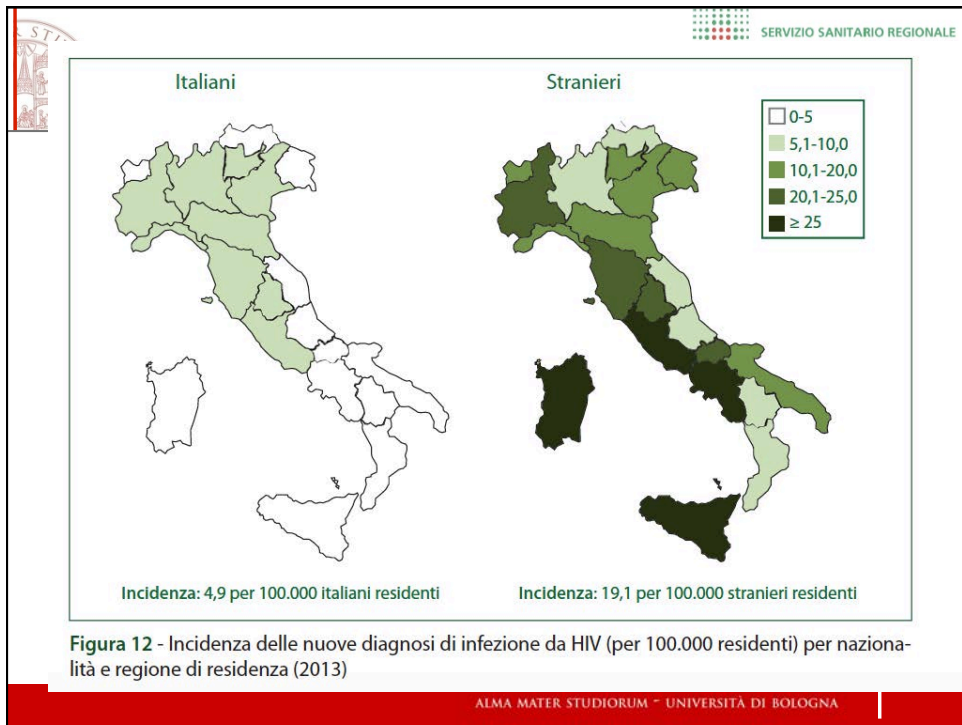 STU
SERVIZIO SANITARIO REGIONALE
Italiani
Stranieri
0-5
5,1-10,0
10,1-20,0
20,1-25,0
≥ 25
Incidenza: 4,9 per 100.000 italiani residenti
Incidenza: 19,1 per 100.000 stranieri residenti
Figura 12 - Incidenza delle nuove diagnosi di infezione da HIV (per 100.000 residenti) per naziona-
lità e regione di residenza (2013)
ALMA MATER STUDIORUM ~ UNIVERSITÀ DI BOLOGNA